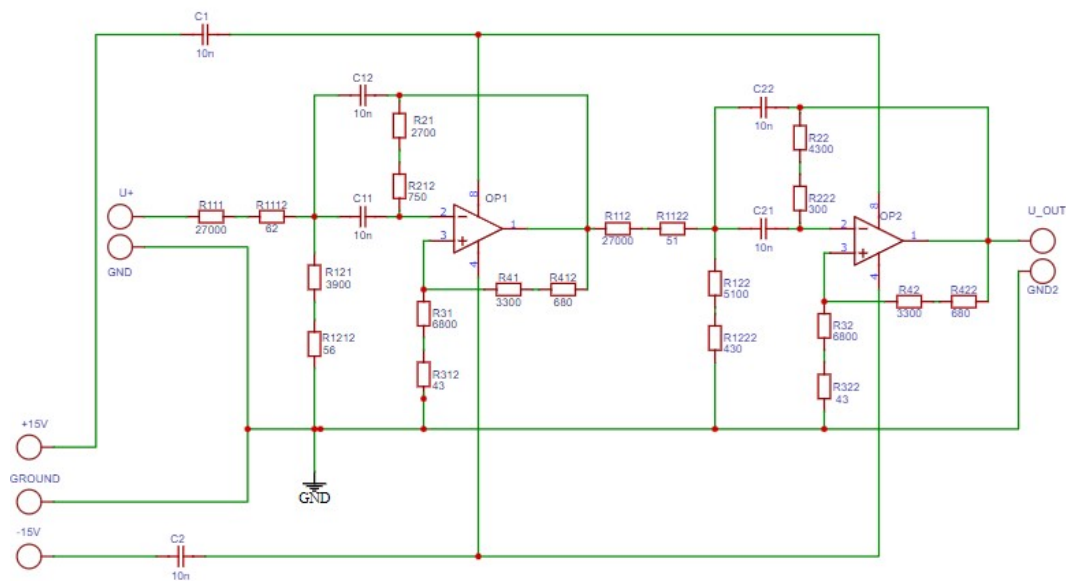 C1
10n
C12
10n
C22
10n
R21
2700
R22
4300
U+
R212
750
8
OP1
R222
300
8
OP2
U_OUT
R111
27000
R1112
62
C11
10n
2
3
1
4
R112
27000
R1122
51
C21
10n
2
3
1
4
GND
GND2
R121
3900
R41
3300
R412
680
R122
5100
R42
3300
R422
680
R31
6800
R32
6800
R1212
56
R1222
430
R312
43
R322
43
+15V
GROUND
GND
-15V
C2
10n